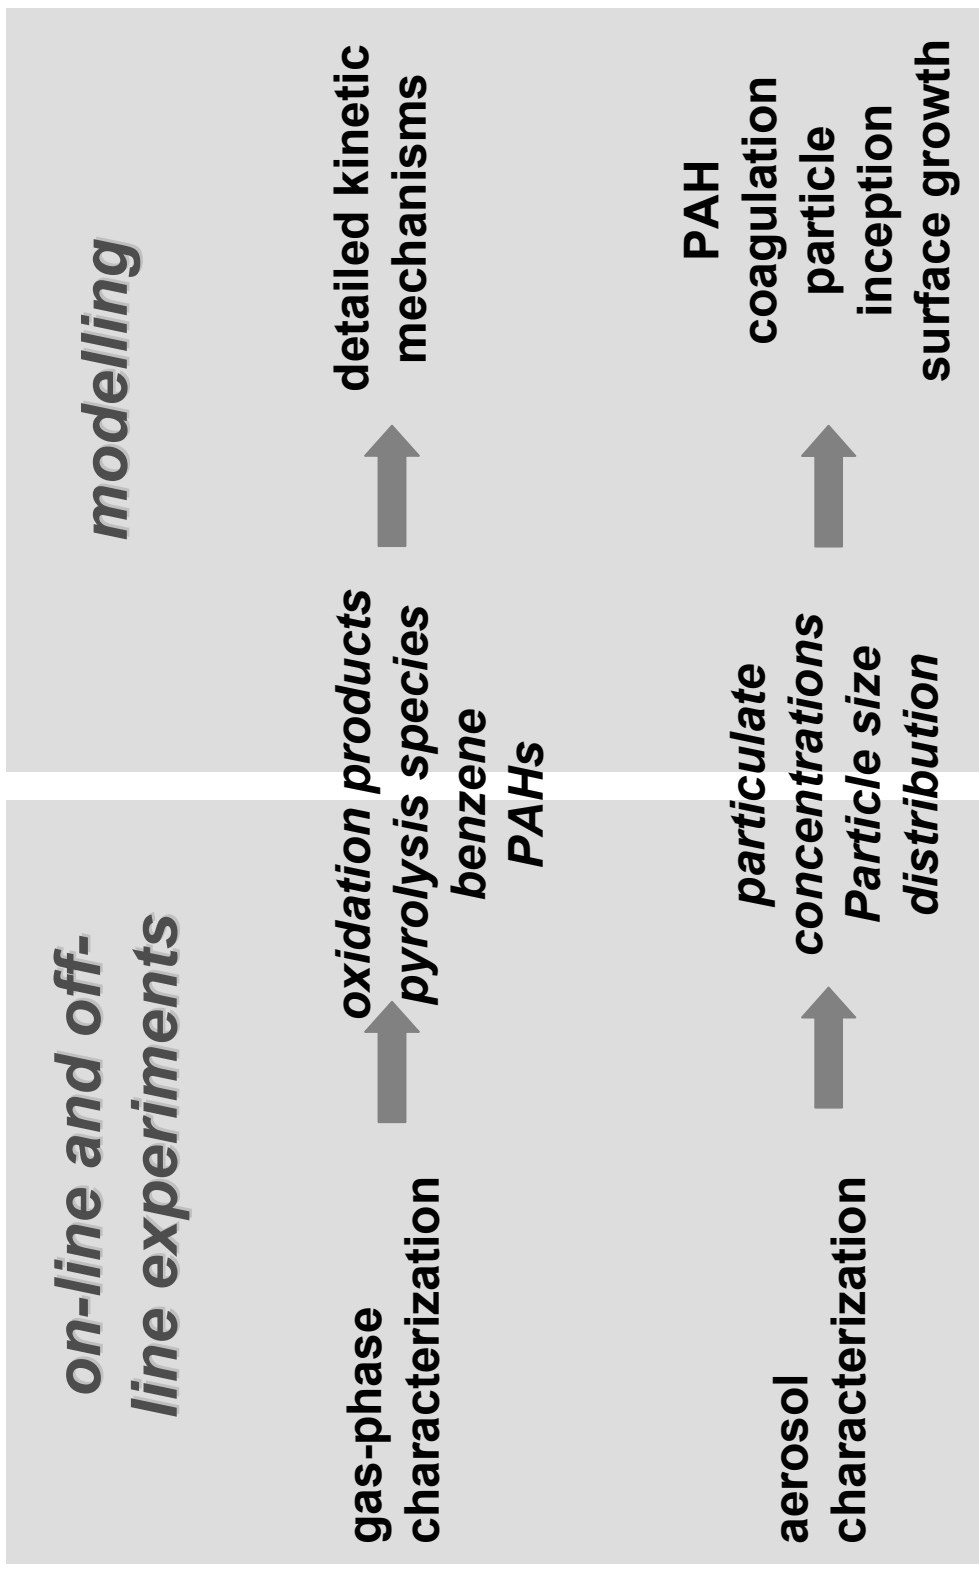 on-line and off-
line experiments
modelling
gas-phase
characterization
oxidation products
pyrolysis species
benzene
PAHs
detailed kinetic
mechanisms
aerosol
characterization
particulate
concentrations
Particle size
distribution
PAH
coagulation
particle
inception
surface growth